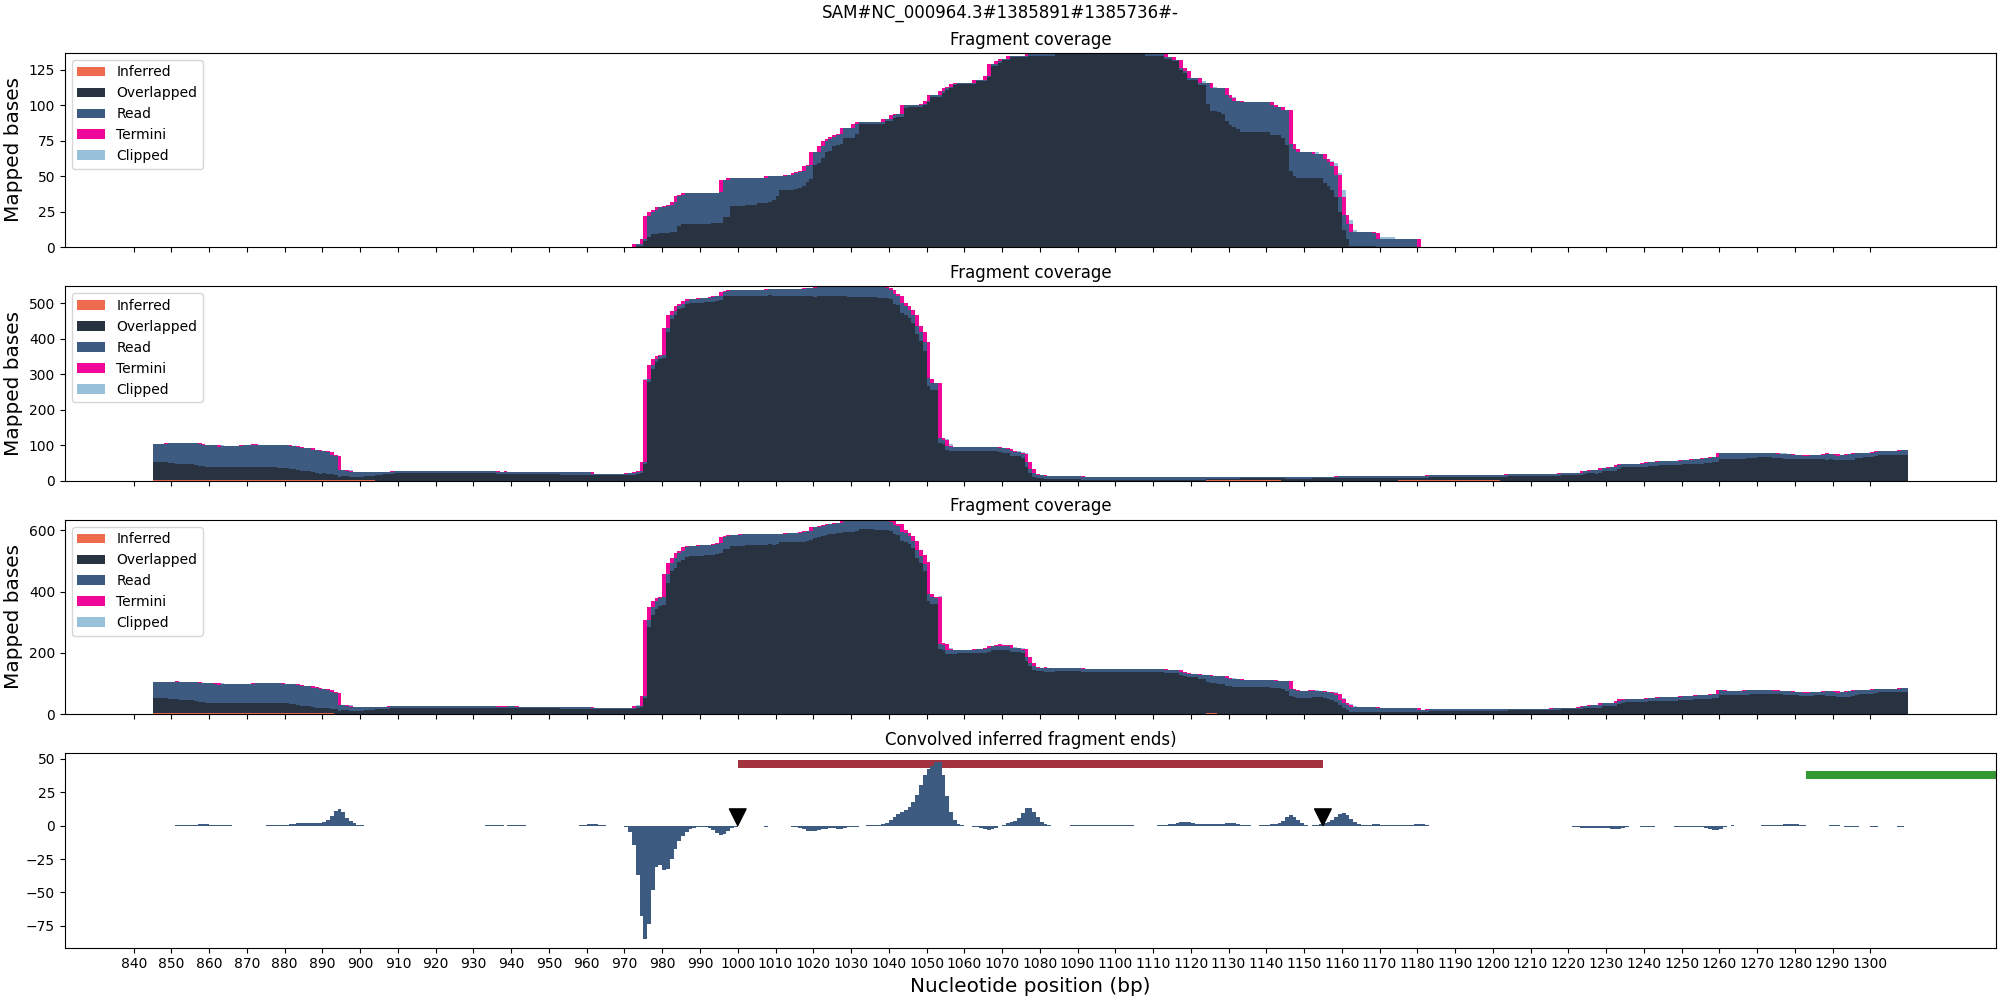 SAM#NC_000964.3#1385891#1385736#-
Fragment coverage
Mapped bases
125
100
75
50
25
0
Inferred
Overlapped
Read
Termini
Clipped
Fragment coverage
Mapped bases
500
400
300
200
100
0
Inferred
Overlapped
Read
Termini
Clipped
Fragment coverage
Mapped bases
600
400
200
0
Inferred
Overlapped
Read
Termini
Clipped
Convolved inferred fragment ends)
50
25
0
−25
−50
−75
840 850 860 870 880 890 900 910 920 930 940 950 960 970 980 990 1000 1010 1020 1030 1040 1050 1060 1070 1080 1090 1100 1110 1120 1130 1140 1150 1160 1170 1180 1190 1200 1210 1220 1230 1240 1250 1260 1270 1280 1290 1300
Nucleotide position (bp)